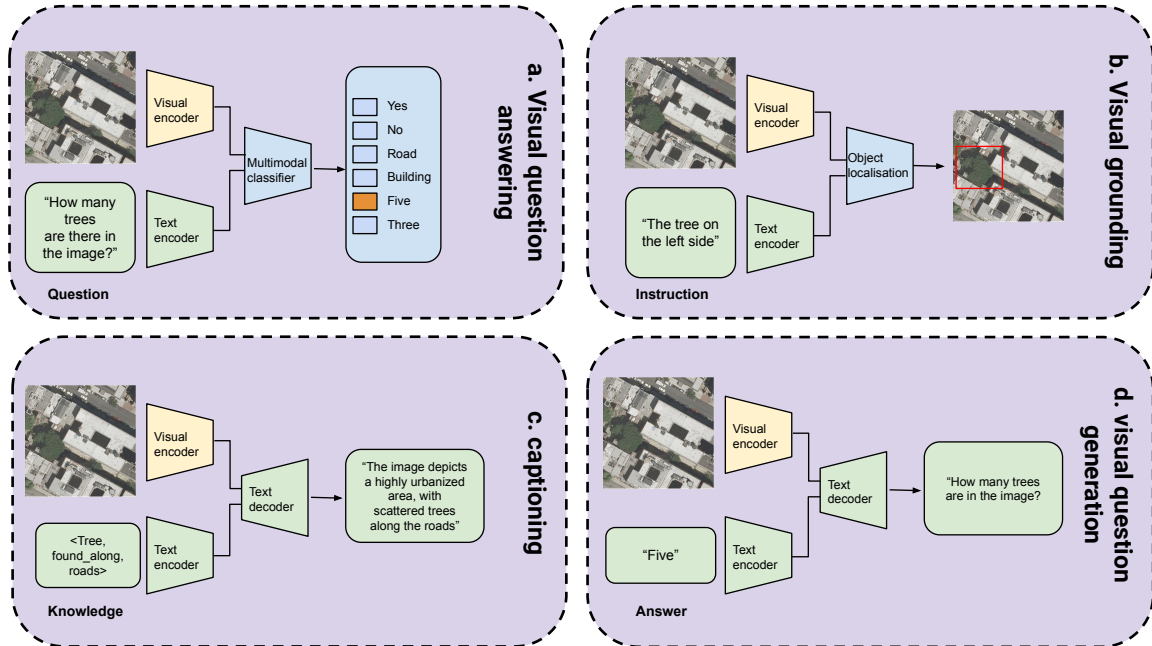 a. Visual question
answering
Visual
encoder
"How many
trees
are there in
the image?"
Text
encoder
Multimodal
classifier
Yes
No
Road
Building
Five
Three
Question
b. Visual grounding
Visual
encoder
"The tree on
the left side"
Text
encoder
Object
localisation
Instruction
c. captioning
Visual
encoder
<Tree,
found_along,
roads>
Text
encoder
Text
decoder
"The image depicts
a highly urbanized
area, with
scattered trees
along the roads"
Knowledge
d. visual question
generation
Visual
encoder
"Five"
Text
encoder
Text
decoder
"How many trees
are in the image?
Answer